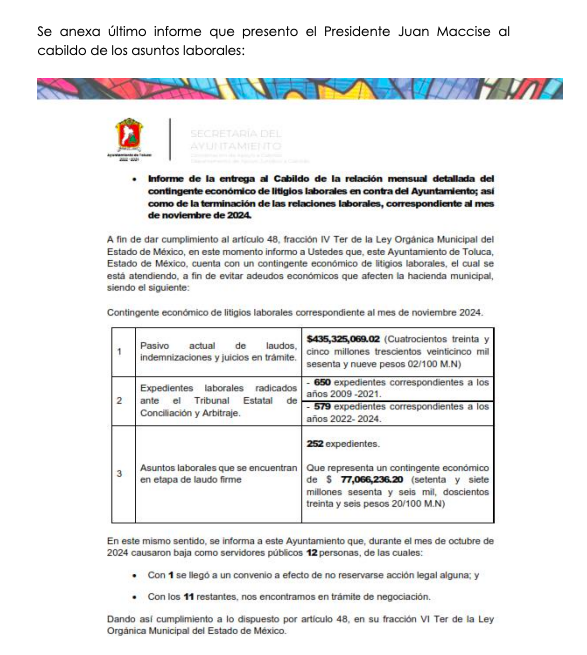 Se anexa último informe que presento el Presidente Juan Maccise al
cabildo de los asuntos laborales:
SECRETARÍA DEL
AYUNTAMIENTO
• Informe de la entrega al Cabildo de la relación mensual detallada del
contingente económico de litigios laborales en contra del Ayuntamiento; así
como de la terminación de las relaciones laborales, correspondiente al mes
de noviembre de 2024.
A fin de dar cumplimiento al artículo 48, fracción IV Ter de la Ley Orgánica Municipal del
Estado de México, en este momento informo a Ustedes que, este Ayuntamiento de Toluca,
Estado de México, cuenta con un contingente económico de litigios laborales, el cual se
está atendiendo, a fin de evitar adeudos económicos que afecten la hacienda municipal,
siendo el siguiente:
Contingente económico de litigios laborales correspondiente al mes de noviembre 2024.
1
Pasivo actual de laudos,
indemnizaciones y juicios en trámite.
$435,325,069.02 (Cuatrocientos treinta y
cinco millones trescientos veinticinco mil
sesenta y nueve pesos 02/100 M.N)
2
Expedientes laborales radicados
ante el Tribunal Estatal de
Conciliación y Arbitraje.
- 650 expedientes correspondientes a los
años 2009 -2021.
- 579 expedientes correspondientes a los
años 2022- 2024.
3
Asuntos laborales que se encuentran
en etapa de laudo firme
252 expedientes.
Que representa un contingente económico
de $ 77,066,236.20 (setenta y siete
millones sesenta y seis mil, doscientos
treinta y seis pesos 20/100 M.N)
En este mismo sentido, se informa a este Ayuntamiento que, durante el mes de octubre de
2024 causaron baja como servidores públicos 12 personas, de las cuales:
• Con 1 se llegó a un convenio a efecto de no reservarse acción legal alguna; y
• Con los 11 restantes, nos encontramos en trámite de negociación.
Dando así cumplimiento a lo dispuesto por artículo 48, en su fracción VI Ter de la Ley
Orgánica Municipal del Estado de México.